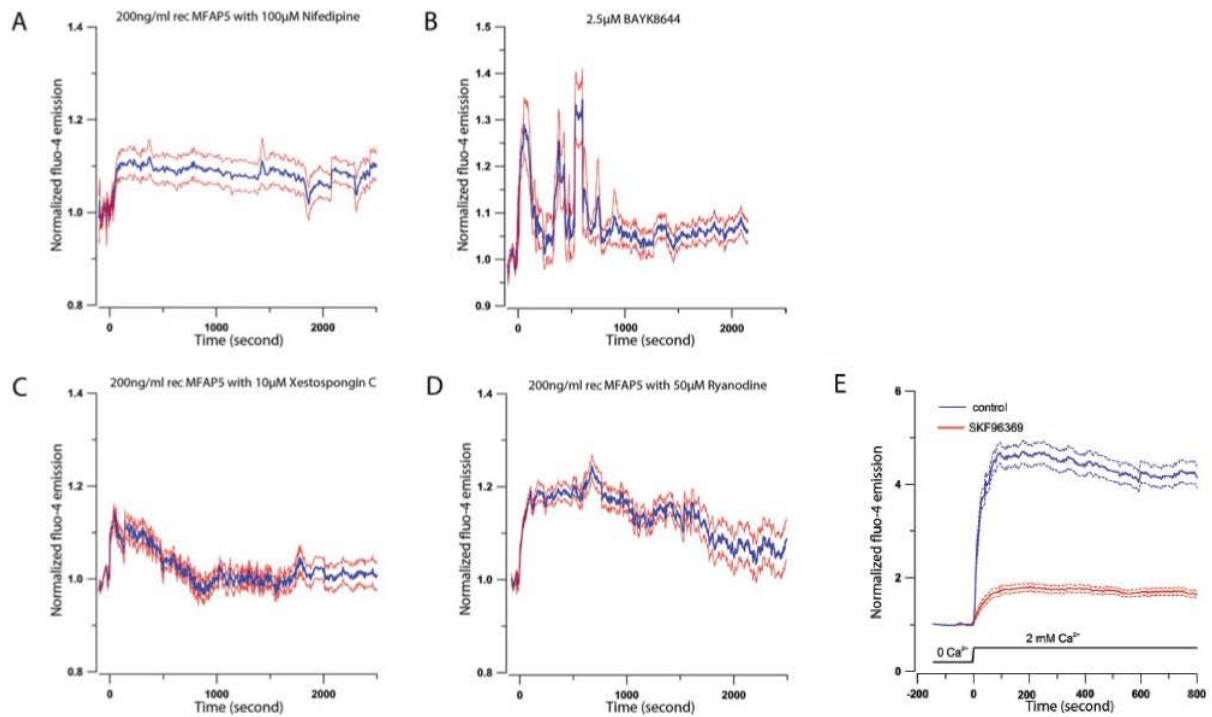 A
200ng/ml rec MFAP5 with 100μM Nifedipine
Normalized fluo-4 emission
1.4
1.2
1.0
0.8
0
1000
2000
Time (second)
B
2.5μM BAYK8644
Normalized fluo-4 emission
1.5
1.4
1.3
1.2
1.1
1.0
0.9
0
1000
2000
Time (second)
C
200ng/ml rec MFAP5 with 10μM Xestospongin C
Normalized fluo-4 emission
1.4
1.2
1.0
0.8
0
1000
2000
Time (second)
D
200ng/ml rec MFAP5 with 50μM Ryanodine
Normalized fluo-4 emission
1.4
1.2
1.0
0.8
0
1000
2000
Time (second)
E
Normalized fluo-4 emission
6
4
2
0
control
SKF96369
0 Ca²⁺
2 mM Ca²⁺
-200
0
200
400
600
800
Time (second)